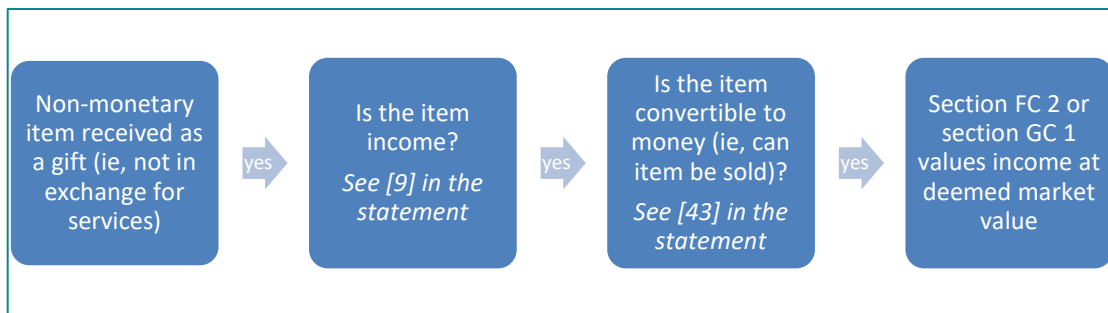 Non-monetary
item received as
a gift (ie, not in
exchange for
services)
yes
Is the item
income?
See [9] in the
statement
yes
Is the item
convertible to
money (ie, can
item be sold)?
See [43] in the
statement
yes
Section FC 2 or
section GC 1
values income at
deemed market
value